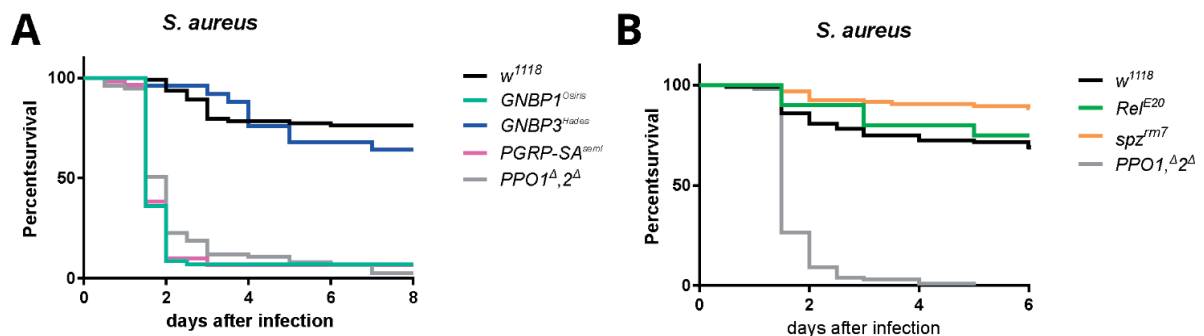 A
S. aureus
Percentsurvival
100
50
0
0 2 4 6 8
days after infection
w1118
GNBP1Osiris
GNBP3Hades
PGRP-SAseml
PPO1Δ,2Δ
B
S. aureus
Percentsurvival
100
50
0
0 2 4 6
days after infection
w1118
RelE20
spzrm7
PPO1,Δ2Δ